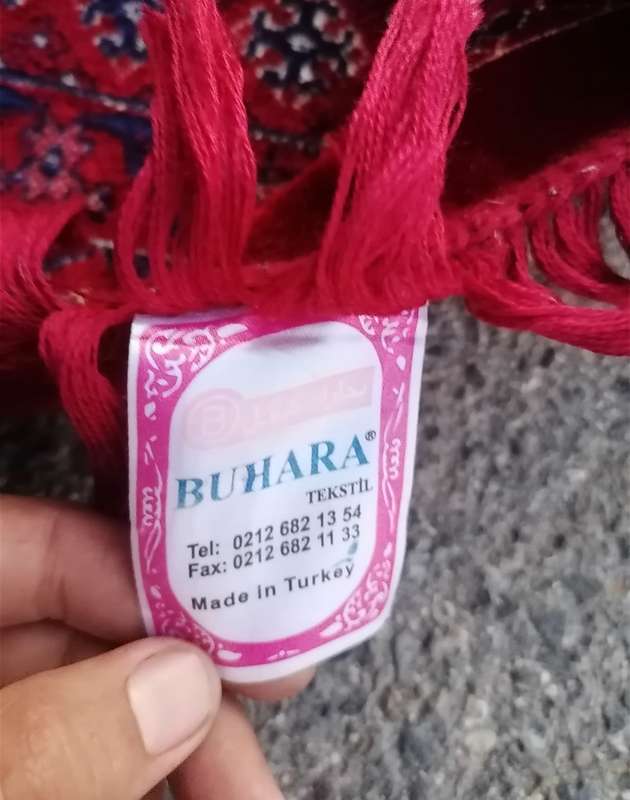 BUHARA®
TEKSTİL
Tel: 0212 682 13 54
Fax: 0212 682 11 33
Made in Turkey